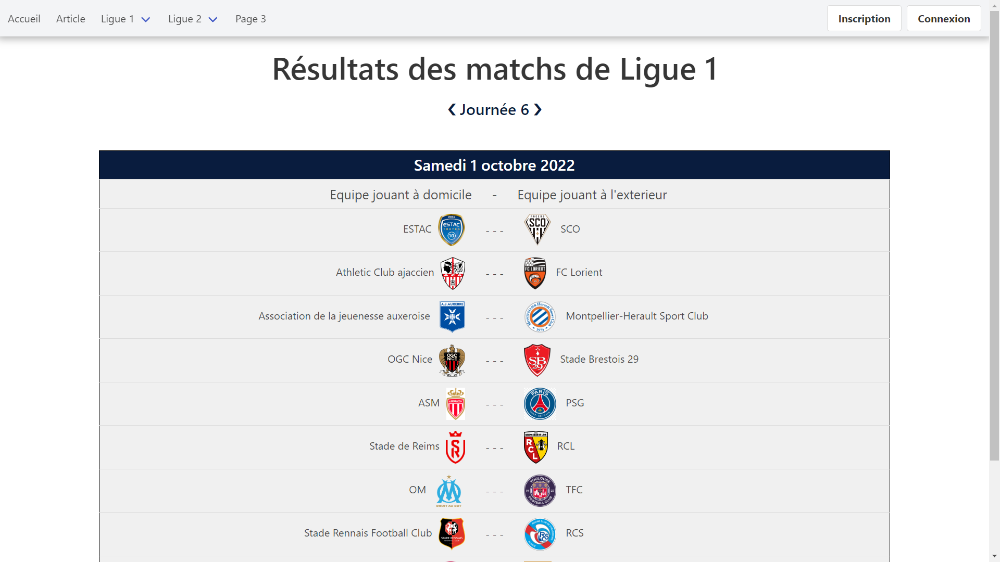 Accueil Article Ligue 1 Ligue 2 Page 3 Inscription Connexion
Résultats des matchs de Ligue 1
❮ Journée 6 ❯
Samedi 1 octobre 2022
Equipe jouant à domicile - Equipe jouant à l'exterieur
ESTAC - - - SCO
Athletic Club ajaccien - - - FC Lorient
Association de la jeuenesse auxeroise - - - Montpellier-Herault Sport Club
OGC Nice - - - Stade Brestois 29
ASM - - - PSG
Stade de Reims - - - RCL
OM - - - TFC
Stade Rennais Football Club - - - RCS